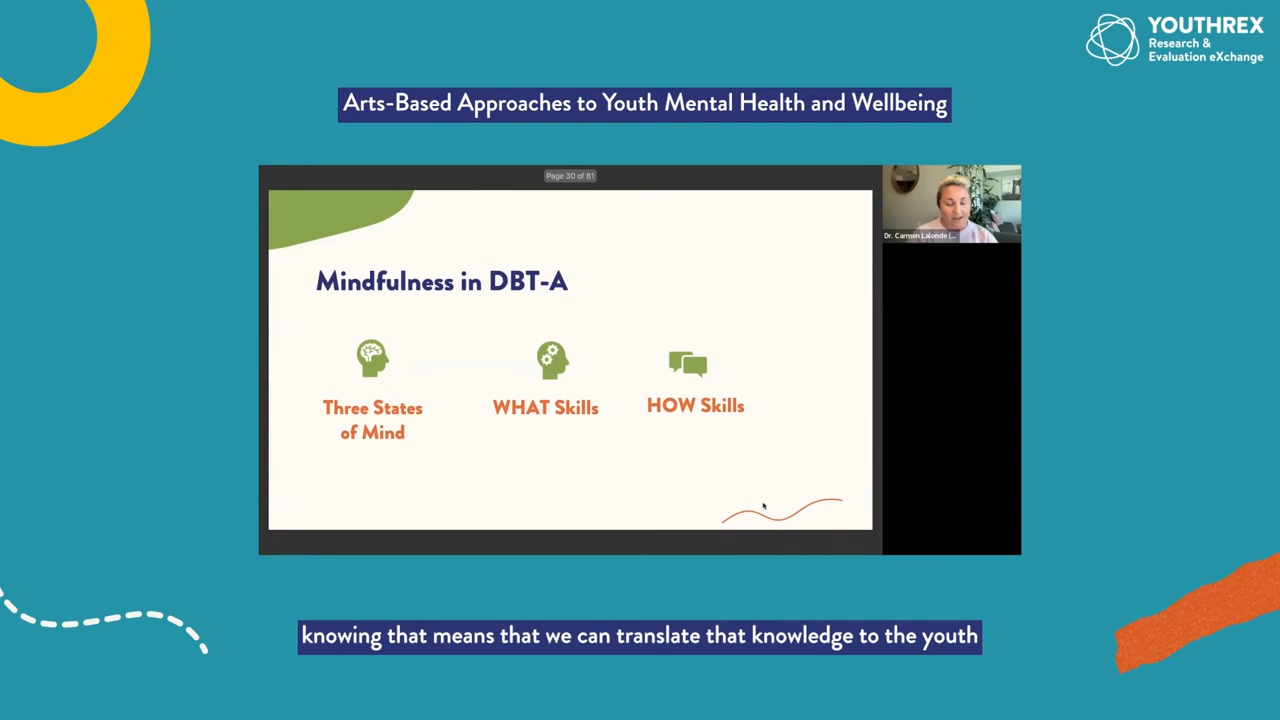 YOUTHREX
Research &
Evaluation eXchange
Arts-Based Approaches to Youth Mental Health and Wellbeing
Page 30 of 81
Dr. Carmen Lalonde (...
Mindfulness in DBT-A
Three States
of Mind
WHAT Skills
HOW Skills
knowing that means that we can translate that knowledge to the youth